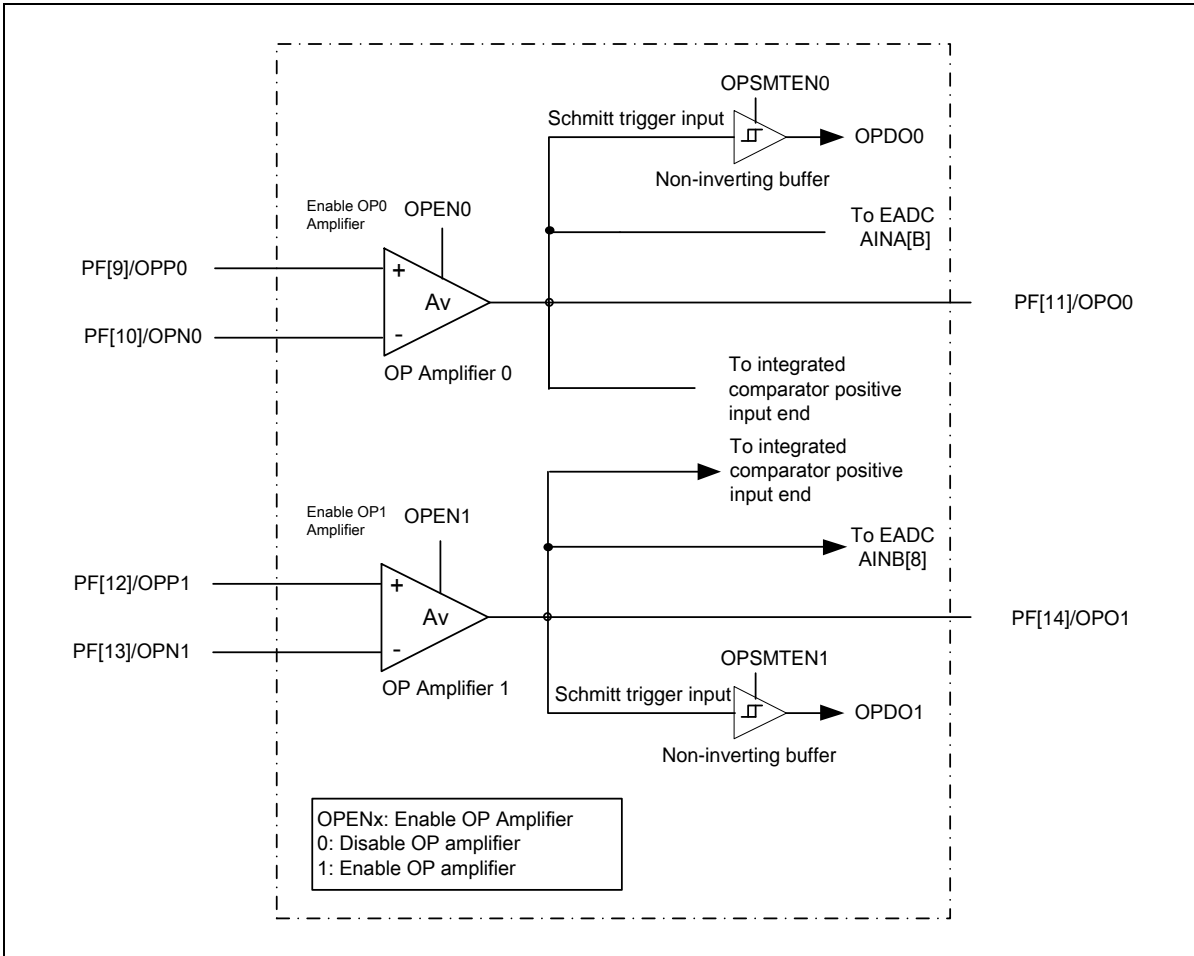 OPSMTEN0
Schmitt trigger input
OPDO0
Non-inverting buffer
Enable OP0
Amplifier
OPEN0
To EADC
AINA[B]
PF[9]/OPP0
+
Av
PF[11]/OPO0
PF[10]/OPN0
-
OP Amplifier 0
To integrated
comparator positive
input end
To integrated
comparator positive
input end
Enable OP1
Amplifier
OPEN1
To EADC
AINB[8]
PF[12]/OPP1
+
Av
PF[14]/OPO1
PF[13]/OPN1
-
OP Amplifier 1
OPSMTEN1
Schmitt trigger input
OPDO1
Non-inverting buffer
OPENx: Enable OP Amplifier
0: Disable OP amplifier
1: Enable OP amplifier